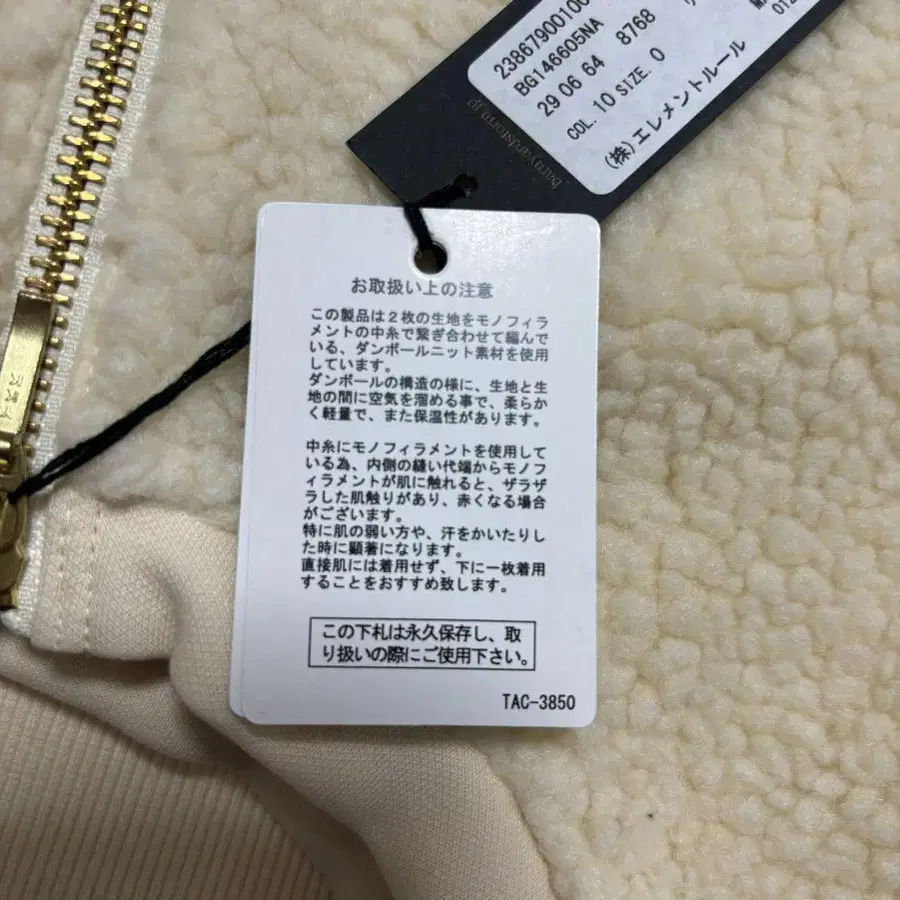 23867900100
BG146605NA
29 06 64 8768
COL. 10 SIZE. 0
(株)エレメントルール
012
barnyardstorm.jp
YKK
お取扱い上の注意
この製品は2枚の生地をモノフィラ
メントの中糸で繋ぎ合わせて編んで
いる、ダンボールニット素材を使用
しています。
ダンボールの構造の様に、生地と生
地の間に空気を溜める事で、柔らか
く軽量で、また保温性があります。
中糸にモノフィラメントを使用して
いる為、内側の縫い代端からモノフ
ィラメントが肌に触れると、ザラザ
ラした肌触りがあり、赤くなる場合
がございます。
特に肌の弱い方や、汗をかいたりし
た時に顕著になります。
直接肌には着用せず、下に一枚着用
することをおすすめ致します。
この下札は永久保存し、取
り扱いの際にご使用下さい。
TAC-3850